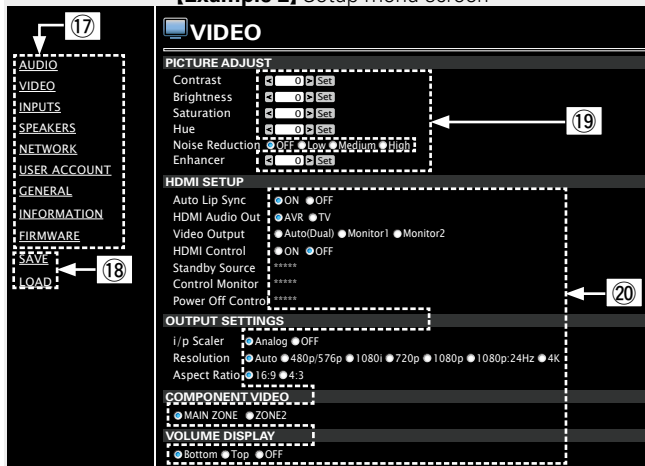 [Example 2] Setup menu screen
⑰
AUDIO
VIDEO
INPUTS
SPEAKERS
NETWORK
USER ACCOUNT
GENERAL
INFORMATION
FIRMWARE
SAVE
LOAD
⑱
VIDEO
PICTURE ADJUST
Contrast < 0 > Set
Brightness < 0 > Set
Saturation < 0 > Set
Hue < 0 > Set
⑲
Noise Reduction OFF Low Medium High
Enhancer < 0 > Set
HDMI SETUP
Auto Lip Sync ON OFF
HDMI Audio Out AVR TV
Video Output Auto(Dual) Monitor1 Monitor2
HDMI Control ON OFF
Standby Source *****
Control Monitor *****
Power Off Control *****
⑳
OUTPUT SETTINGS
i/p Scaler Analog OFF
Resolution Auto 480p/576p 1080i 720p 1080p 1080p:24Hz 4K
Aspect Ratio 16:9 4:3
COMPONENT VIDEO
MAIN ZONE ZONE2
VOLUME DISPLAY
Bottom Top OFF